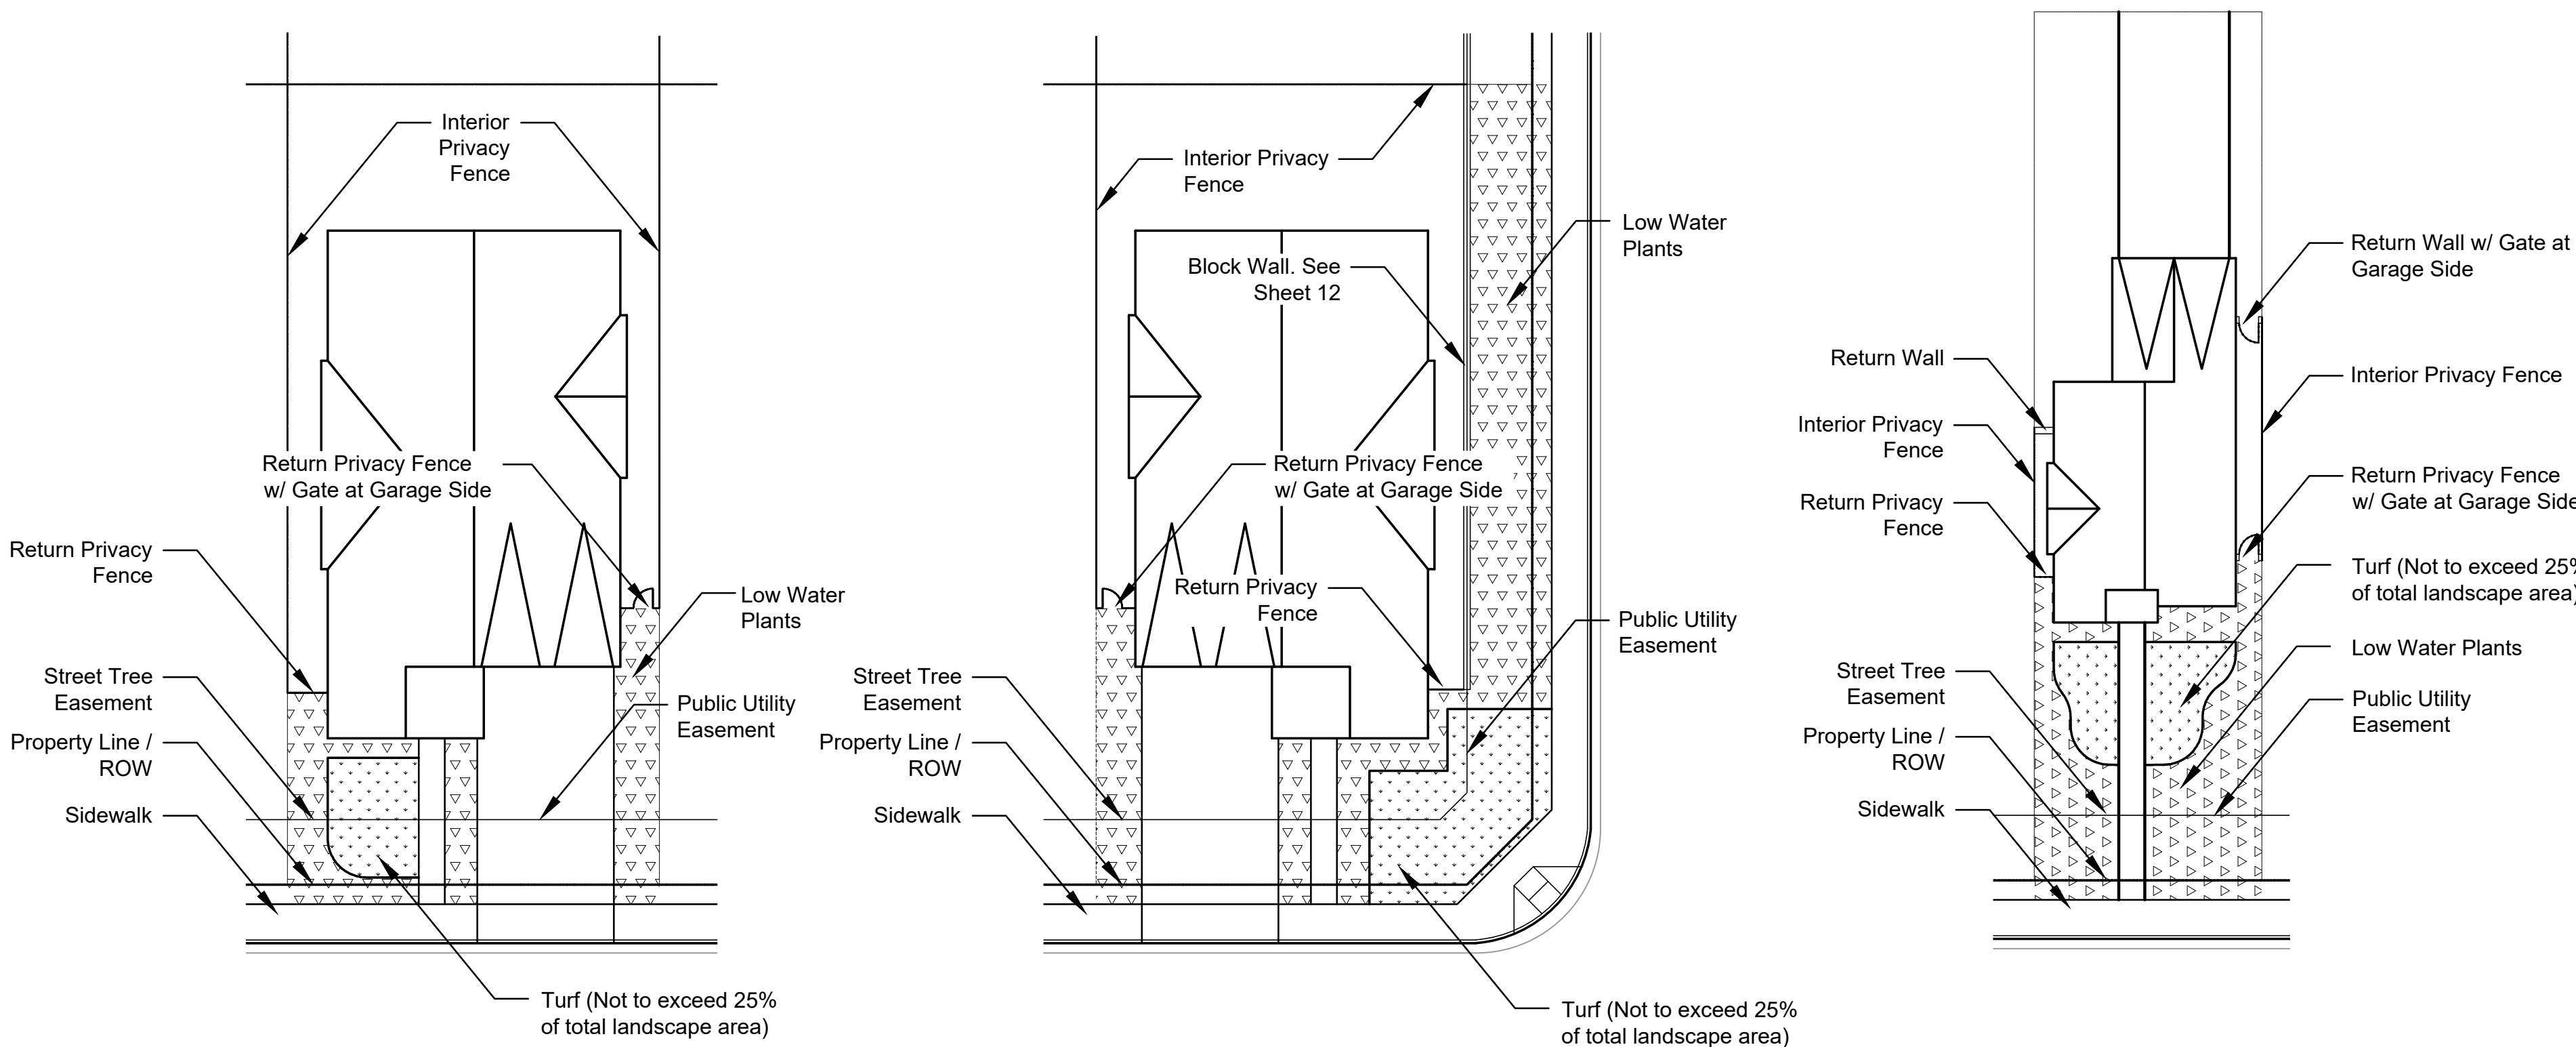 Interior
Privacy
Fence
Return Privacy Fence
w/ Gate at Garage Side
Return Privacy
Fence
Low Water
Plants
Street Tree
Easement
Public Utility
Easement
Property Line /
ROW
Sidewalk
Turf (Not to exceed 25%
of total landscape area)
Interior Privacy
Fence
Low Water
Plants
Block Wall. See
Sheet 12
Return Privacy Fence
w/ Gate at Garage Side
Return Privacy
Fence
Public Utility
Easement
Street Tree
Easement
Property Line /
ROW
Sidewalk
Turf (Not to exceed 25%
of total landscape area)
Return Wall w/ Gate at
Garage Side
Return Wall
Interior Privacy Fence
Interior Privacy
Fence
Return Privacy Fence
w/ Gate at Garage Side
Return Privacy
Fence
Turf (Not to exceed 25%
of total landscape area)
Low Water Plants
Street Tree
Easement
Public Utility
Easement
Property Line /
ROW
Sidewalk